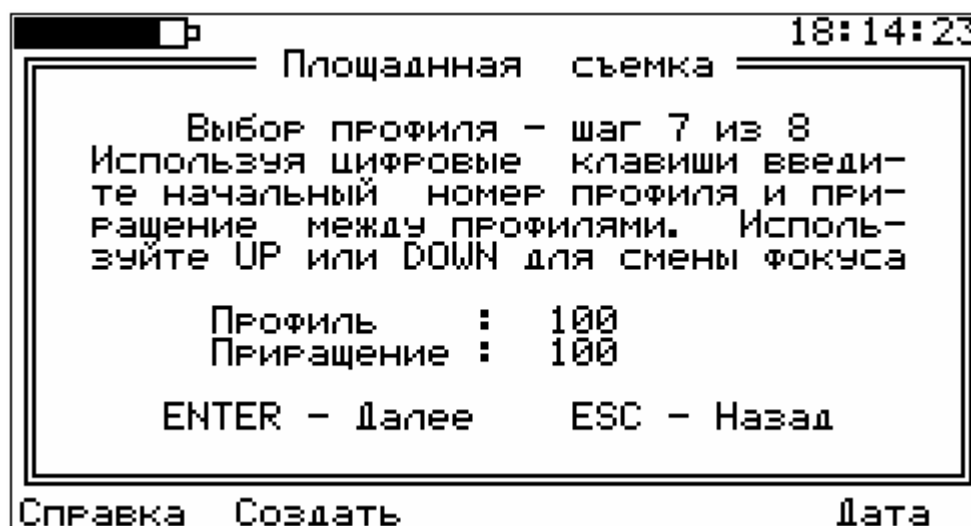 18:14:23
Площаднная съемка
Выбор профиля - шаг 7 из 8
Используя цифровые клавиши введи-
те начальный номер профиля и при-
ращение между профилями. Исполь-
зуйте UP или DOWN для смены фокуса
Профиль : 100
Приращение : 100
ENTER - Далее ESC - Назад
Справка Создать Дата